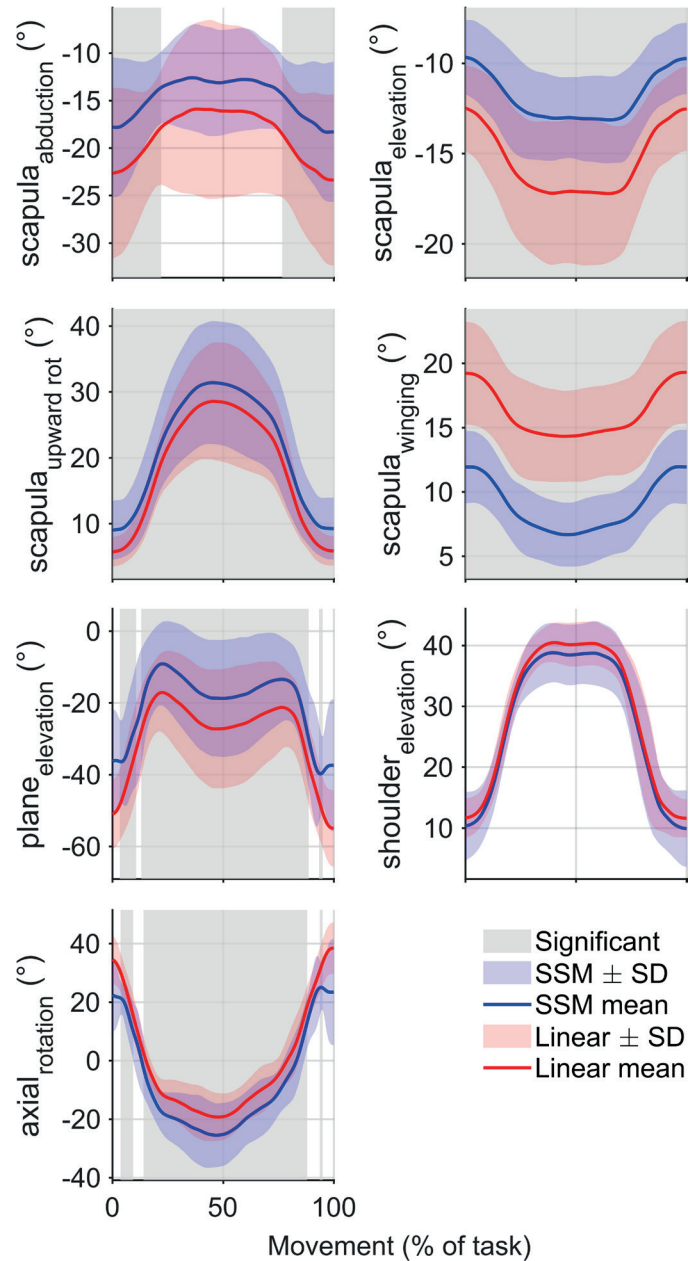 scapula abduction (°)
-10
-15
-20
-25
-30
scapula elevation (°)
-10
-15
-20
scapula upward rot (°)
40
30
20
10
scapula winging (°)
20
15
10
5
plane elevation (°)
0
-20
-40
-60
shoulder elevation (°)
40
30
20
10
axial rotation (°)
40
20
0
-20
-40
0 50 100
Movement (% of task)
Significant
SSM ± SD
SSM mean
Linear ± SD
Linear mean